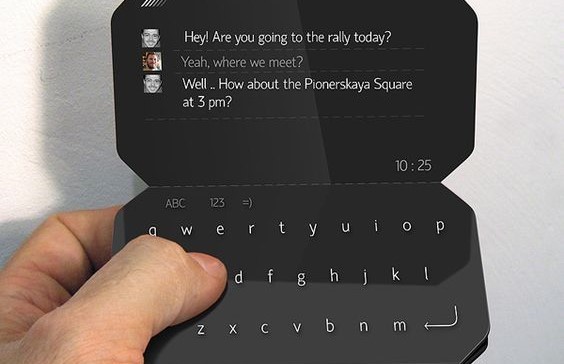 Hey! Are you going to the rally today?
Yeah, where we meet?
Well .. How about the Pionerskaya Square
at 3 pm?
10 : 25
ABC 123 =)
q w e r t y u i o p
d f g h j k l
z x c v b n m